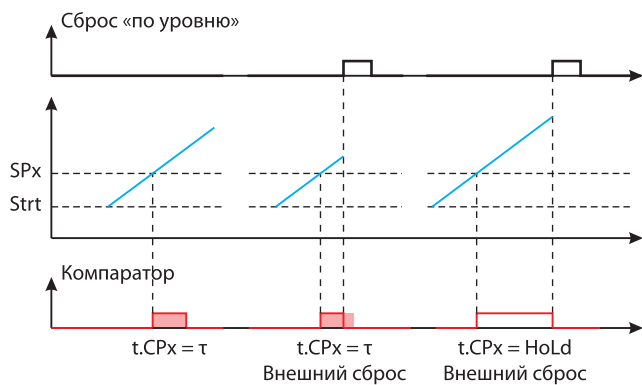 Сброс «по уровню»
SPx
Strt
Компаратор
t.CPx = τ
t.CPx = τ
t.CPx = HoLd
Внешний сброс
Внешний сброс